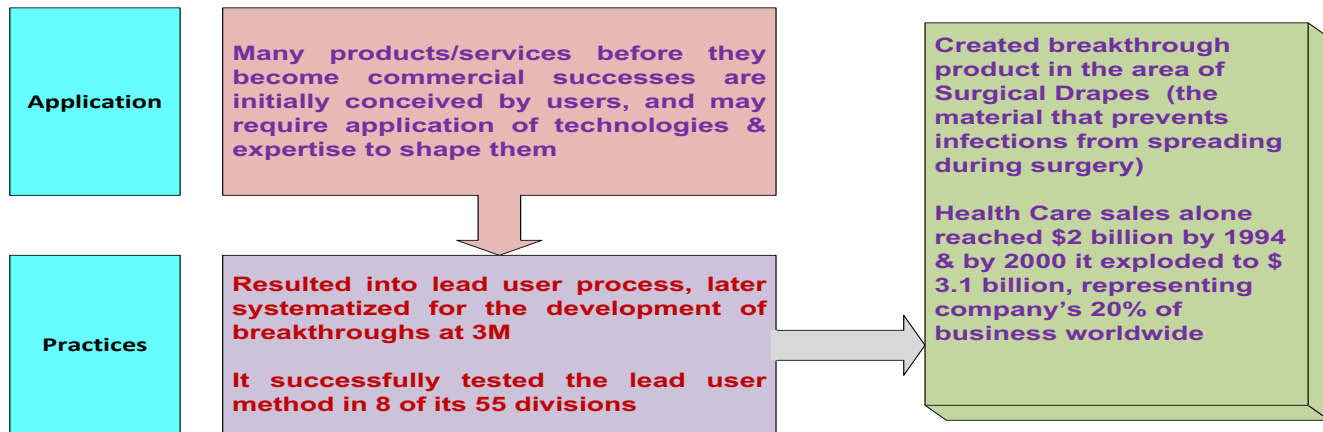 Application
Many products/services before they
become commercial successes are
initially conceived by users, and may
require application of technologies &
expertise to shape them
Practices
Resulted into lead user process, later
systematized for the development of
breakthroughs at 3M
It successfully tested the lead user
method in 8 of its 55 divisions
Created breakthrough
product in the area of
Surgical Drapes (the
material that prevents
infections from spreading
during surgery)
Health Care sales alone
reached $2 billion by 1994
& by 2000 it exploded to $
3.1 billion, representing
company's 20% of
business worldwide